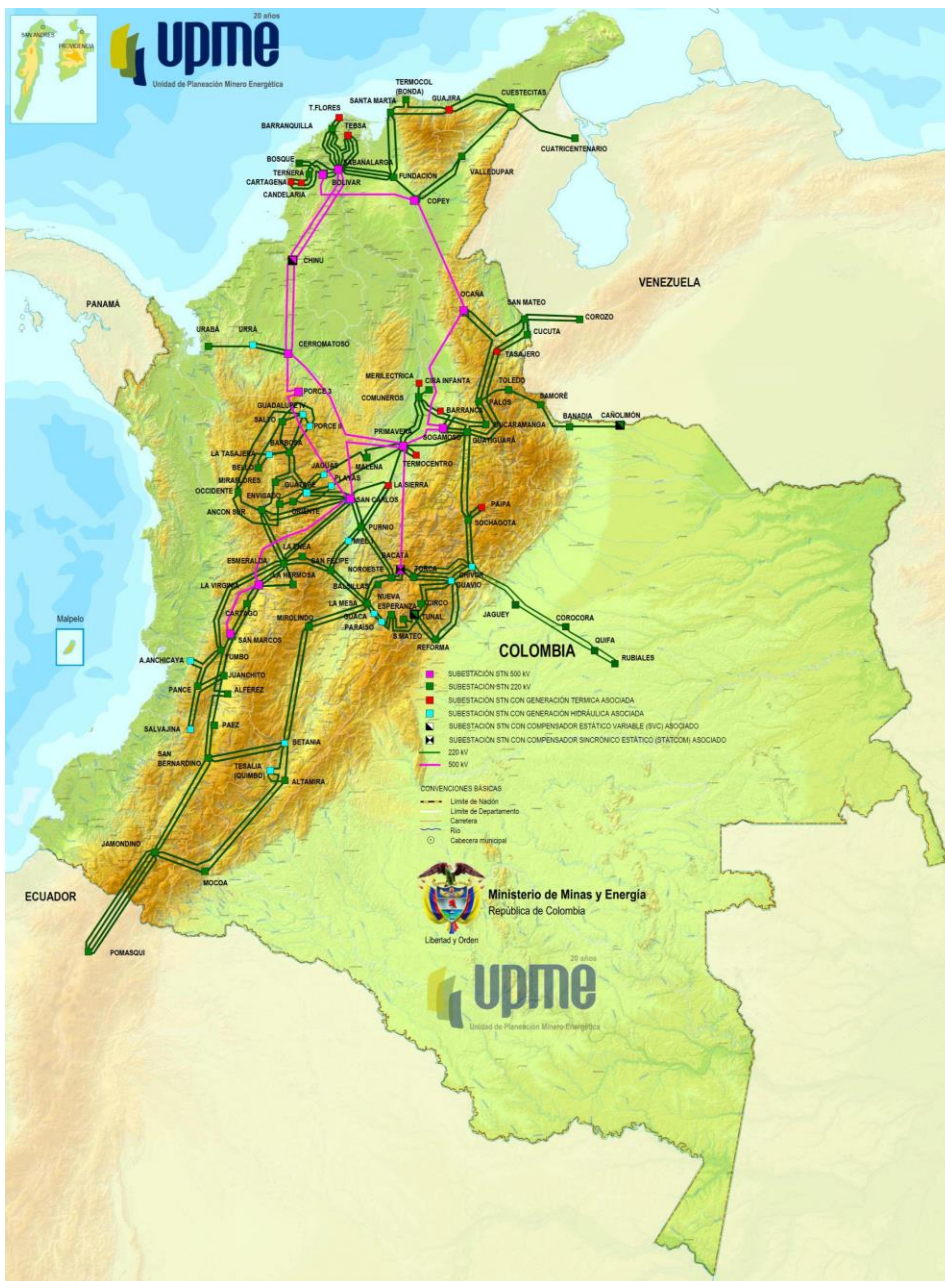 SAN ANDRES
PROVIDENCIA
20 años
upme
Unidad de Planeación Minero Energética
TERMOCOL
(BONDA)
SANTA MARTA
GUAJIRA
CUESTECITAS
T.FLORES
BARRANQUILLA
TEBSA
CUATRICENTENARIO
BOSQUE
SABANALARGA
TERNERA
CARTAGENA
CANDELARIA
BOLIVAR
FUNDACIÓN
VALLEDUPAR
COPEY
CHINU
VENEZUELA
PANAMÁ
OCAÑA
SAN MATEO
COROZO
CUCUTA
URABÁ
URRÁ
CERROMATOSO
TASAJERO
MERILECTRICA
CIRA INFANTA
TOLEDO
SAMORÉ
PORCE 3
COMUNEROS
PALOS
GUADALUPE IV
BARRANCA
BANADIA
CAÑOLIMÓN
SALTO
PORCE II
PRIMAVERA
BUCARAMANGA
SOGAMOSO
GUATIGUARÁ
BARBOSA
LA TASAJERA
BELLO
JAGUAS
MALENA
TERMOCENTRO
MIRAFLORES
GUATAPE
PLAYAS
OCCIDENTE
ENVIGADO
LA SIERRA
SAN CARLOS
ANCON SUR
ORIENTE
PAIPA
PURNIO
SOCHAGOTA
MIEL
LA ENEA
ESMERALDA
SAN FELIPE
BACATÁ
NOROESTE
TORCA
CHIVOR
LA HERMOSA
LA VIRGINIA
BALSILLAS
GUAVIO
NUEVA
ESPERANZA
CIRCO
LA MESA
CARTAGO
MIROLINDO
GUACA
PARAISO
TUNAL
JAGUEY
Malpelo
SAN MARCOS
S.MATEO
REFORMA
COROCORA
COLOMBIA
QUIFA
RUBIALES
YUMBO
A.ANCHICAYA
JUANCHITO
PANCE
ALFÉREZ
SALVAJINA
PAEZ
SAN
BERNARDINO
BETANIA
TESALIA
(QUIMBO)
ALTAMIRA
SUBESTACIÓN STN 500 kV
SUBESTACIÓN STN 220 kV
SUBESTACIÓN STN CON GENERACIÓN TERMICA ASOCIADA
SUBESTACIÓN STN CON GENERACIÓN HIDRÁULICA ASOCIADA
SUBESTACIÓN STN CON COMPENSADOR ESTÁTICO VARIABLE (SVC) ASOCIADO
SUBESTACIÓN STN CON COMPENSADOR SINCRÓNICO ESTÁTICO (STATCOM) ASOCIADO
220 kV
500 kV
CONVENCIONES BÁSICAS
Límite de Nación
Límite de Departamento
Carretera
Río
Cabecera municipal
JAMONDINO
MOCOA
ECUADOR
POMASQUI
Ministerio de Minas y Energía
República de Colombia
Libertad y Orden
20 años
upme
Unidad de Planeación Minero Energética